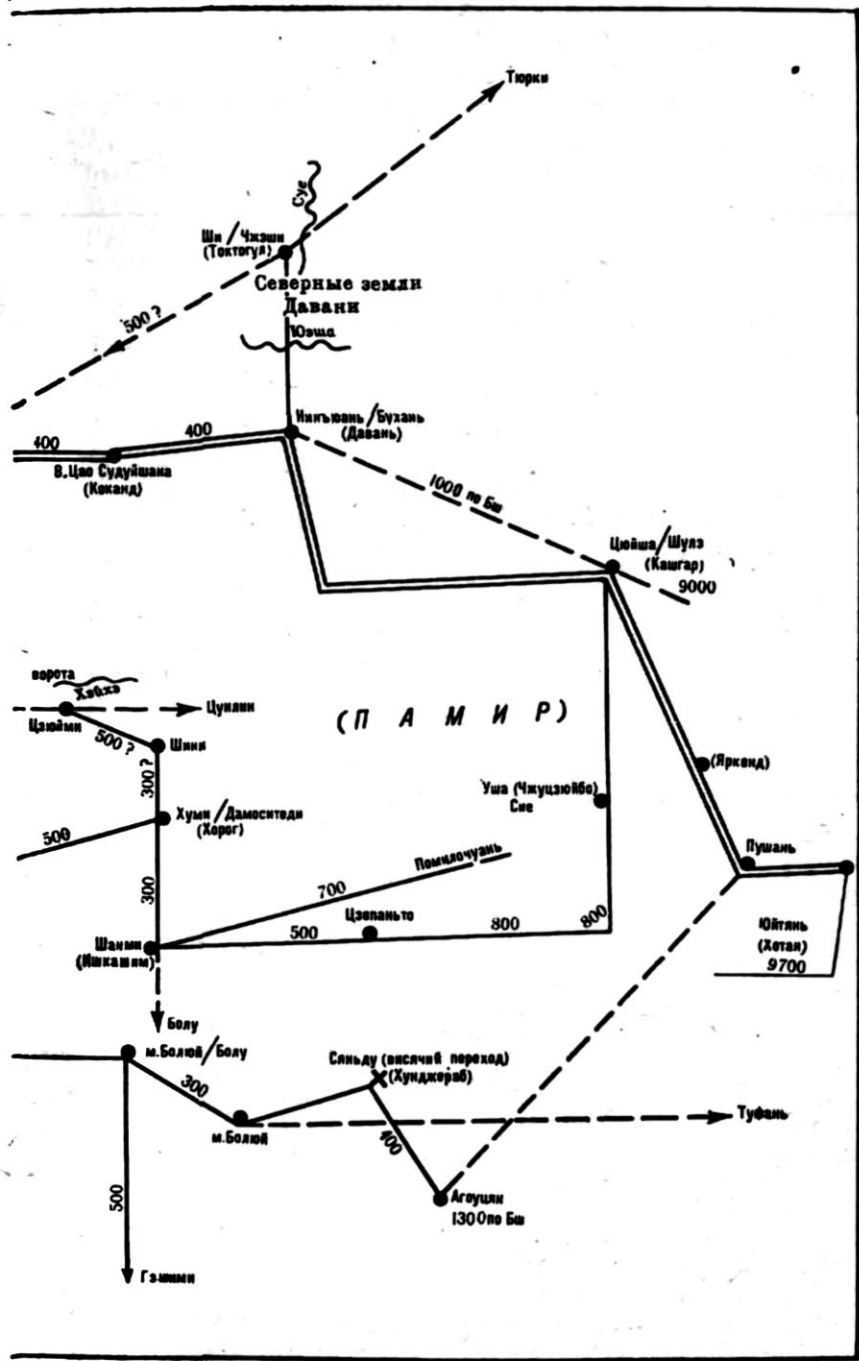 Тюрки
Суе
Ши / Чжэши
(Токтогул)
Северные земли
Давани
500 ?
Юэша
Нинъюань / Бухань
(Давань)
400
400
В. Цао Судуйшана
(Коканд)
1000 по Бш
Цюйша / Шулэ
(Кашгар)
9000
ворота
Хэйхэ
Цзюйми
Цунлин
500 ?
Шини
(ПАМИР)
300 ?
(Яркенд)
Уша (Чжуцзюйбо)
Сие
Хуми / Дамоситеди
(Хорог)
500
Помилочуань
Пушань
300
700
Цзепаньто
500
800
800
Шанми
(Ишкашим)
Юйтянь
(Хотан)
9700
Болу
м. Болюй / Болу
Сяньду (висячий переход)
(Хунджераб)
300
м. Болюй
Туфань
400
500
Агоуцян
1300 по Бш
Гэшими